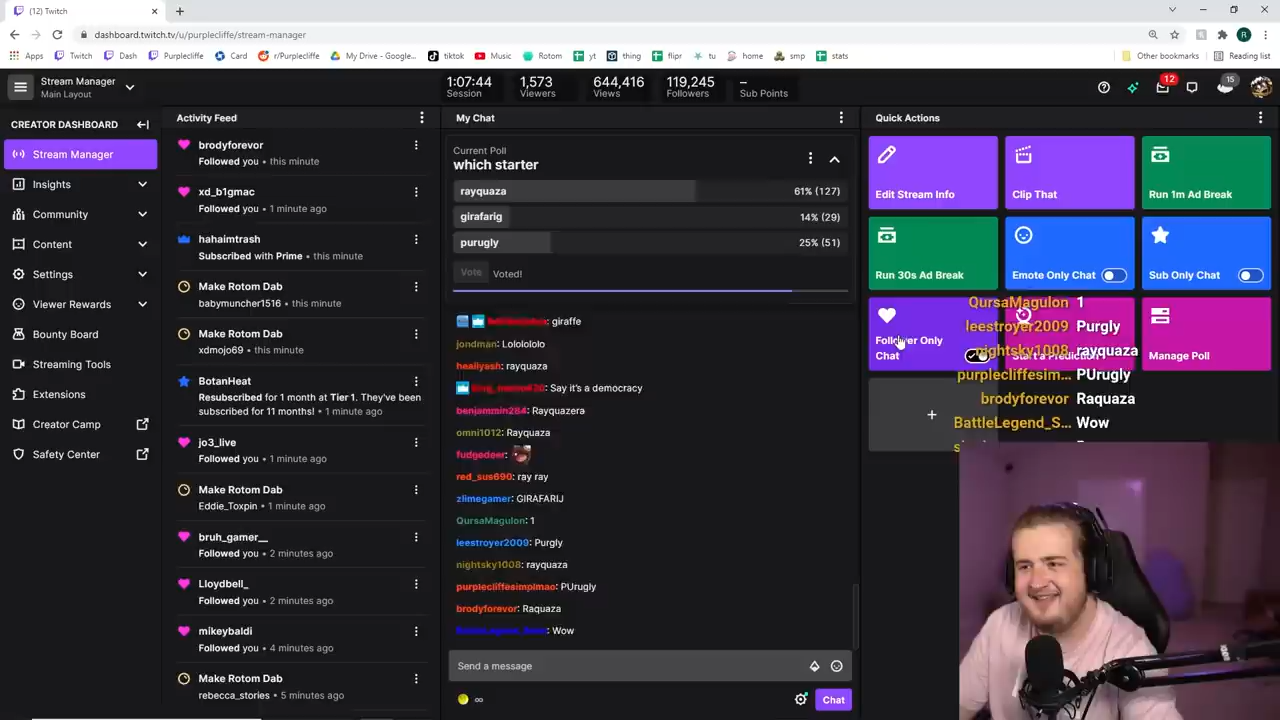 (12) Twitch
dashboard.twitch.tv/u/purplecliffe/stream-manager
Apps
Twitch
Dash
Purplecliffe
Card
r/Purplecliffe
My Drive - Google...
tiktok
Music
Rotom
yt
thing
flipr
tu
home
smp
stats
Other bookmarks
Reading list
Stream Manager
Main Layout
1:07:44
Session
1,573
Viewers
644,416
Views
119,245
Followers
–
Sub Points
12
15
CREATOR DASHBOARD
Stream Manager
Insights
Community
Content
Settings
Viewer Rewards
Bounty Board
Streaming Tools
Extensions
Creator Camp
Safety Center
Activity Feed
brodyforevor
Followed you • this minute
xd_b1gmac
Followed you • 1 minute ago
hahaimtrash
Subscribed with Prime • this minute
Make Rotom Dab
babymuncher1516 • this minute
Make Rotom Dab
xdmojo69 • this minute
BotanHeat
Resubscribed for 1 month at Tier 1. They've been
subscribed for 11 months! • 1 minute ago
jo3_live
Followed you • 1 minute ago
Make Rotom Dab
Eddie_Toxpin • 1 minute ago
bruh_gamer__
Followed you • 2 minutes ago
Lloydbell_
Followed you • 2 minutes ago
mikeybaldi
Followed you • 4 minutes ago
Make Rotom Dab
rebecca_stories • 5 minutes ago
My Chat
Current Poll
which starter
rayquaza 61% (127)
girafarig 14% (29)
purugly 25% (51)
Vote Voted!
: giraffe
jondman: Lololololo
healiyash: rayquaza
: Say it's a democracy
benjammin284: Rayquazera
omni1012: Rayquaza
fudgedeer:
red_sus690: ray ray
zlimegamer: GIRAFARIJ
QursaMagulon: 1
leestroyer2009: Purgly
nightsky1008: rayquaza
purplecliffesimplmao: PUrugly
brodyforevor: Raquaza
: Wow
Send a message
∞
Chat
Quick Actions
Edit Stream Info
Clip That
Run 1m Ad Break
Run 30s Ad Break
Emote Only Chat
Sub Only Chat
Follower Only
Chat
Start a Prediction
Manage Poll
QursaMagulon 1
leestroyer2009 Purgly
nightsky1008 rayquaza
purplecliffesim... PUrugly
brodyforevor Raquaza
BattleLegend_S... Wow